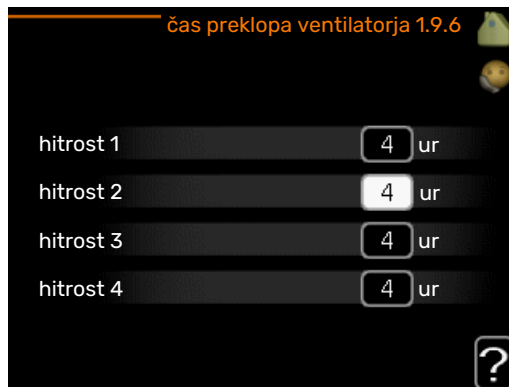 čas preklopa ventilatorja 1.9.6
hitrost 1 4 ur
hitrost 2 4 ur
hitrost 3 4 ur
hitrost 4 4 ur
?